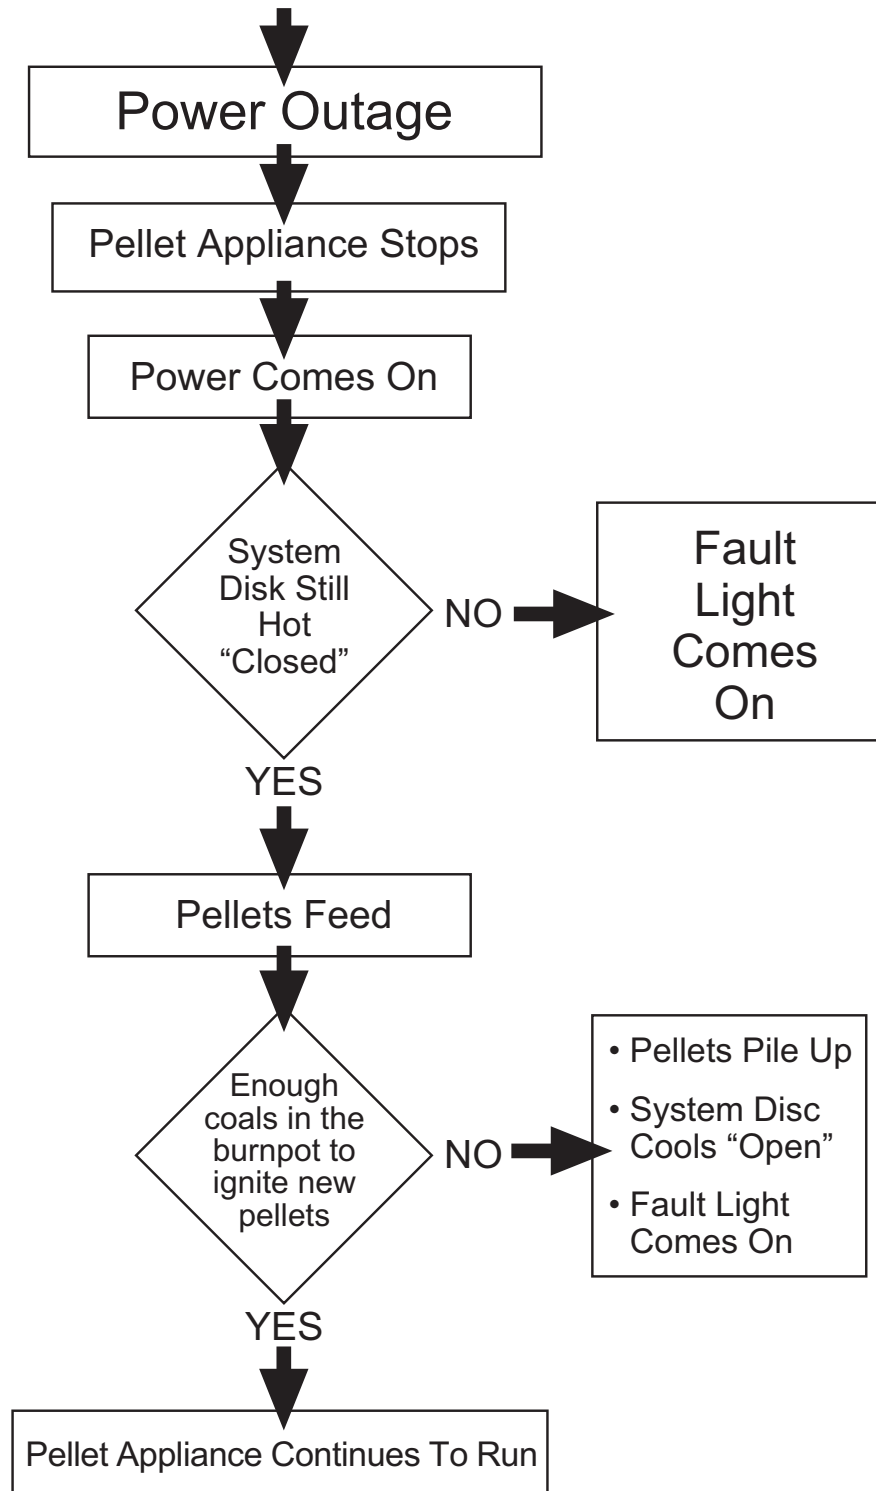 Power Outage
Pellet Appliance Stops
Power Comes On
System
Disk Still
Hot
“Closed”
NO
Fault
Light
Comes
On
YES
Pellets Feed
Enough
coals in the
burnpot to
ignite new
pellets
NO
• Pellets Pile Up
• System Disc
Cools “Open”
• Fault Light
Comes On
YES
Pellet Appliance Continues To Run